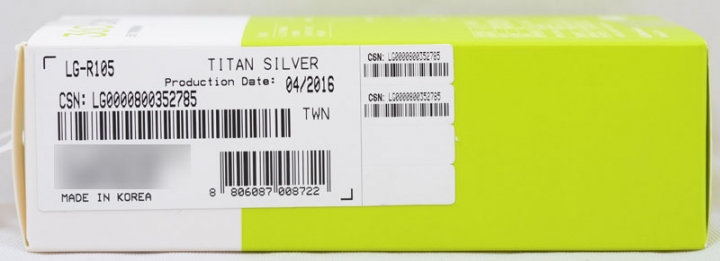 LG-R105 TITAN SILVER
Production Date: 04/2016
CSN: LG0000800352785
TWN
MADE IN KOREA
8 806087 008722
CSN: LG0000800352785
CSN: LG0000800352785